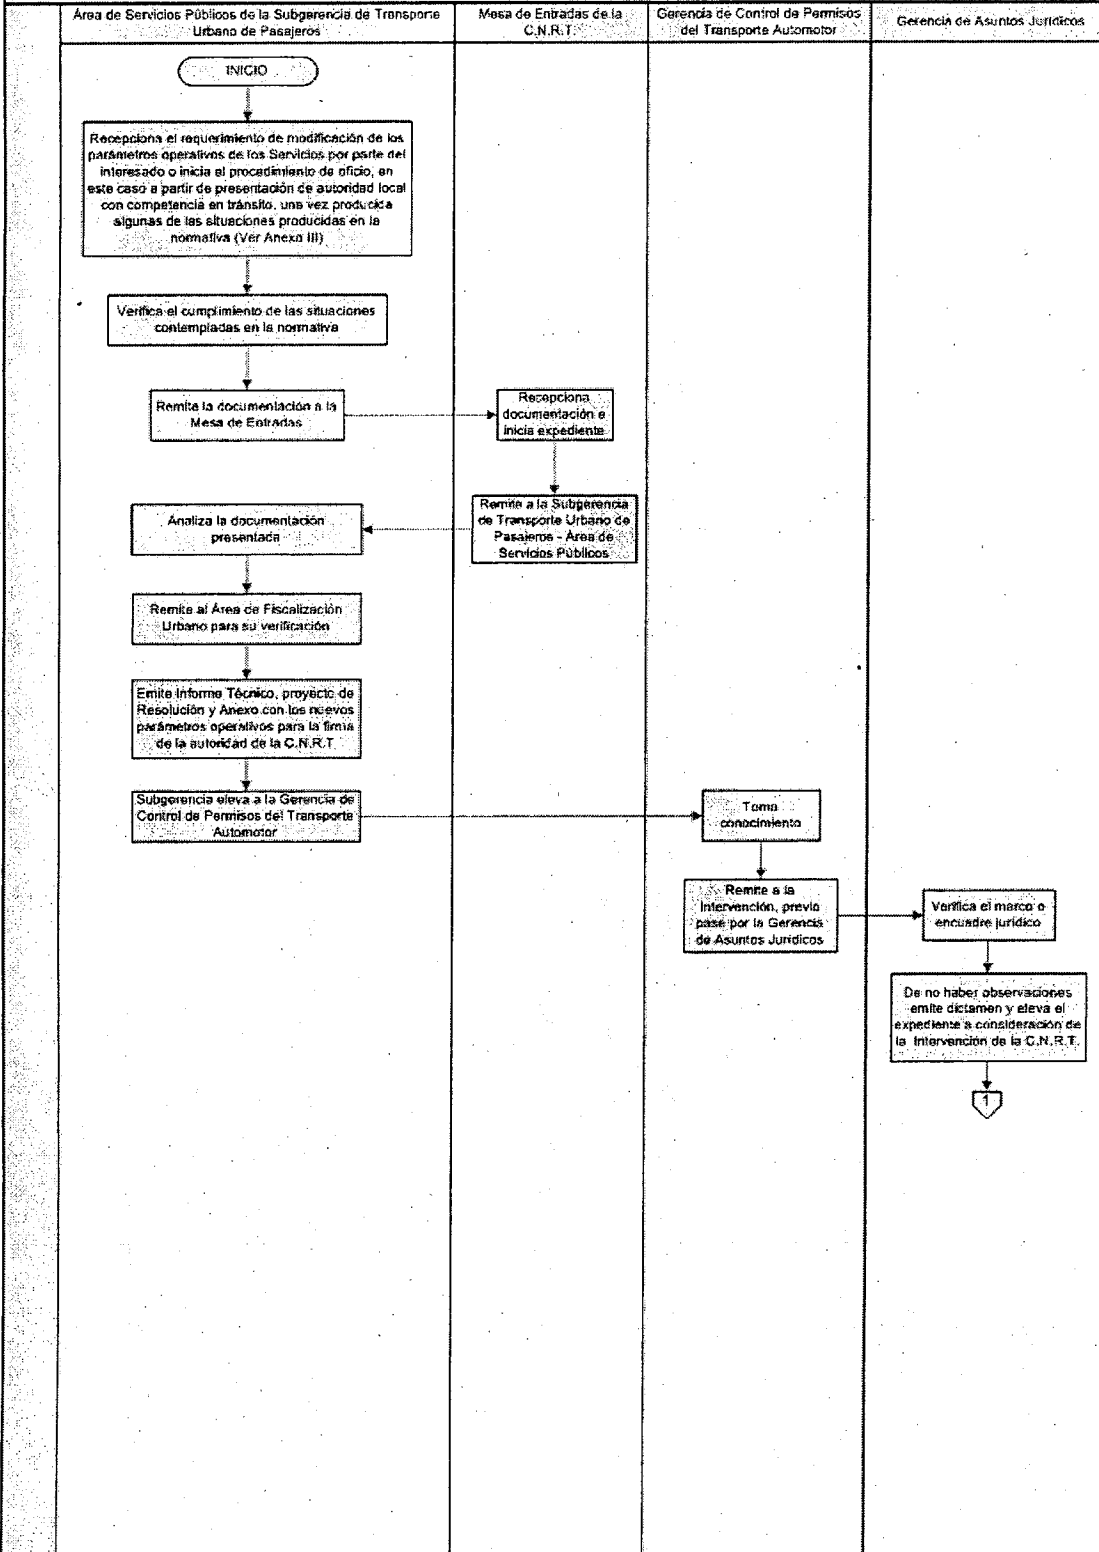 Área de Servicios Públicos de la Subgerencia de Transporte
Urbano de Pasajeros
Mesa de Entradas de la
C.N.R.T.
Gerencia de Control de Permisos
del Transporte Automotor
Gerencia de Asuntos Jurídicos
INICIO
Recepciona el requerimiento de modificación de los
parámetros operativos de los Servicios por parte del
interesado o inicia el procedimiento de oficio, en
este caso a partir de presentación de autoridad local
con competencia en tránsito, una vez producida
algunas de las situaciones producidas en la
normativa (Ver Anexo III)
Verifica el cumplimiento de las situaciones
contempladas en la normativa
Remite la documentación a la
Mesa de Entradas
Recepciona
documentación e
inicia expediente
Remite a la Subgerencia
de Transporte Urbano de
Pasajeros - Área de
Servicios Públicos
Analiza la documentación
presentada
Remite al Área de Fiscalización
Urbano para su verificación
Emite Informe Técnico, proyecto de
Resolución y Anexo con los nuevos
parámetros operativos para la firma
de la autoridad de la C.N.R.T.
Subgerencia eleva a la Gerencia de
Control de Permisos del Transporte
Automotor
Toma
conocimiento
Remite a la
Intervención, previo
pase por la Gerencia
de Asuntos Jurídicos
Verifica el marco o
encuadre jurídico
De no haber observaciones
emite dictamen y eleva el
expediente a consideración de
la Intervención de la C.N.R.T.
1